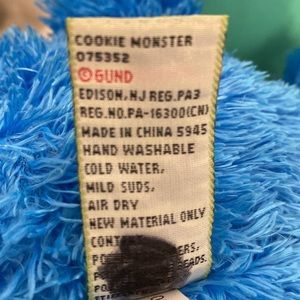 COOKIE MONSTER
075352
©GUND
EDISON, NJ REG.PA3
REG.NO.PA-16300(CN)
MADE IN CHINA 5945
HAND WASHABLE
COLD WATER,
MILD SUDS,
AIR DRY
NEW MATERIAL ONLY